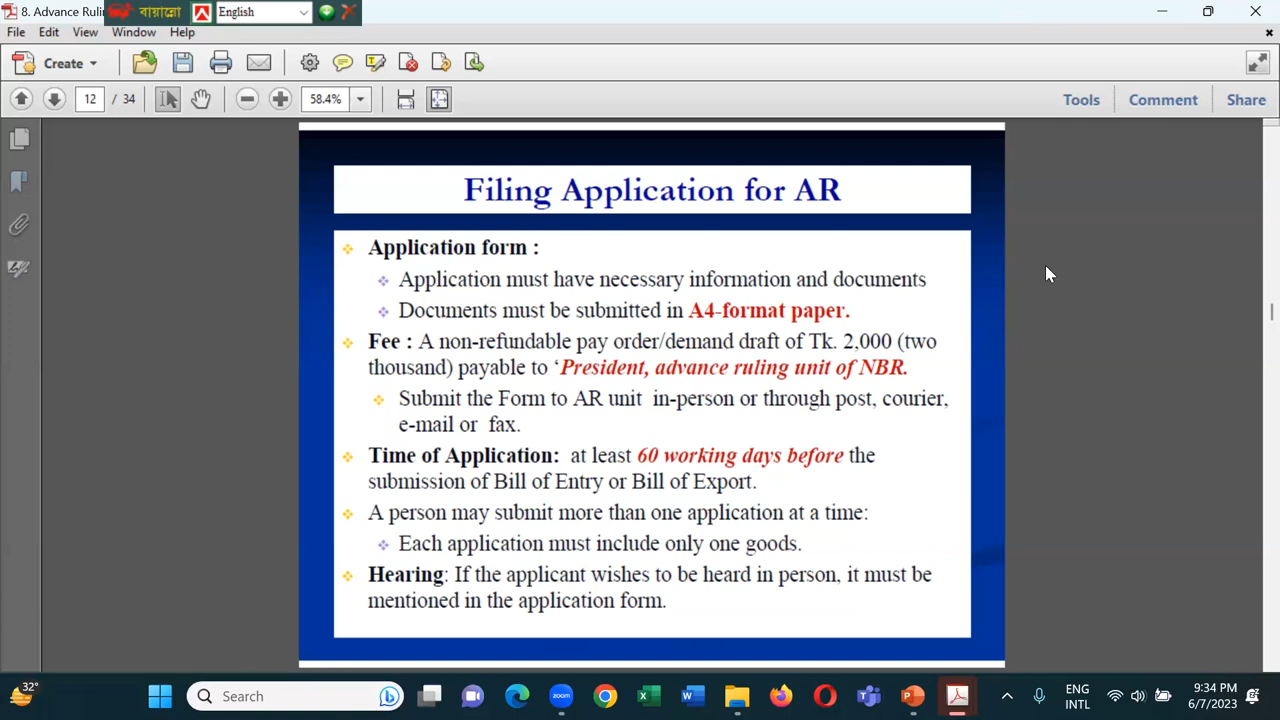 8. Advance Rulin
বায়ান্নো
English
File Edit View Window Help
Create
12 / 34
58.4%
Tools Comment Share
Filing Application for AR
Application form :
Application must have necessary information and documents
Documents must be submitted in A4-format paper.
Fee : A non-refundable pay order/demand draft of Tk. 2,000 (two
thousand) payable to ‘President, advance ruling unit of NBR.
Submit the Form to AR unit in-person or through post, courier,
e-mail or fax.
Time of Application: at least 60 working days before the
submission of Bill of Entry or Bill of Export.
A person may submit more than one application at a time:
Each application must include only one goods.
Hearing: If the applicant wishes to be heard in person, it must be
mentioned in the application form.
32°
Search
zoom
ENG
INTL
9:34 PM
6/7/2023